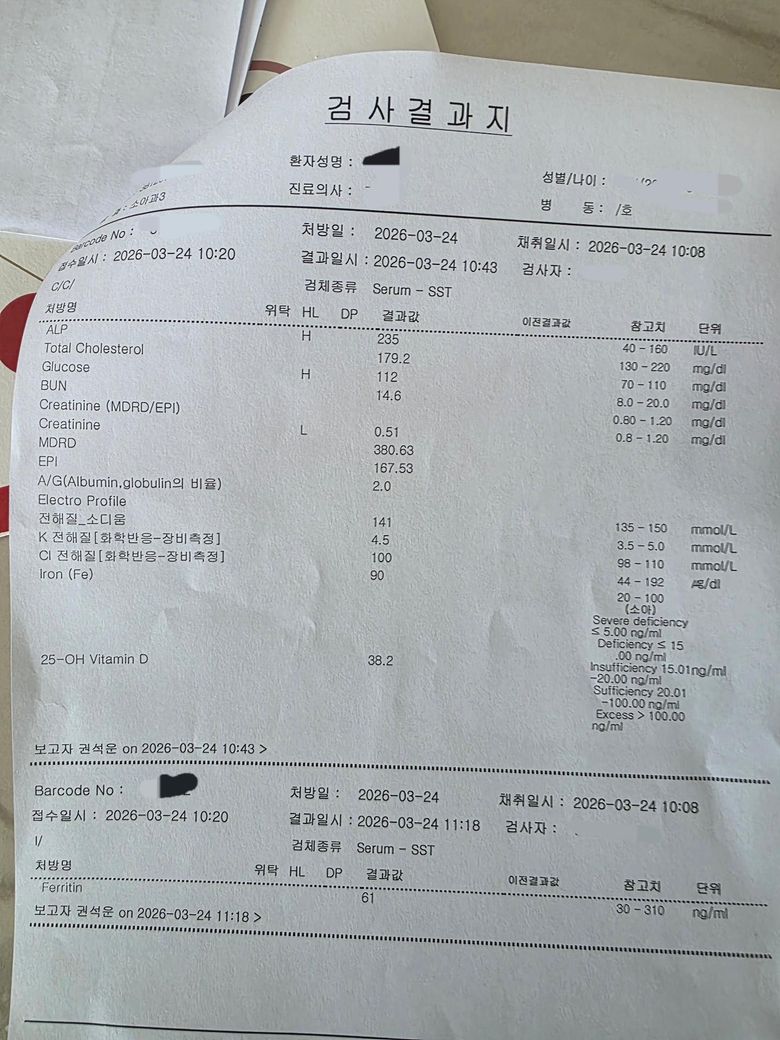 검사결과지
환자성명 :
성별/나이 :
소아과3
진료의사 :
병 동 : /호
Barcode No :
처방일 : 2026-03-24
채취일시 : 2026-03-24 10:08
접수일시 : 2026-03-24 10:20
결과일시 : 2026-03-24 10:43
검사자 :
C/C/
검체종류 Serum - SST
처방명 위탁 HL DP 결과값 이전결과값 참고치 단위
ALP H 235 40 - 160 IU/L
Total Cholesterol 179.2 130 - 220 mg/dl
Glucose H 112 70 - 110 mg/dl
BUN 14.6 8.0 - 20.0 mg/dl
Creatinine (MDRD/EPI) 0.80 - 1.20 mg/dl
Creatinine L 0.51 0.8 - 1.20 mg/dl
MDRD 380.63
EPI 167.53
A/G(Albumin,globulin의 비율) 2.0
Electro Profile
전해질_소디움 141 135 - 150 mmol/L
K 전해질[화학반응-장비측정] 4.5 3.5 - 5.0 mmol/L
Cl 전해질[화학반응-장비측정] 100 98 - 110 mmol/L
Iron (Fe) 90 44 - 192 ㎍/dl
20 - 100
(소아)
Severe deficiency
≤ 5.00 ng/ml
Deficiency ≤ 15
.00 ng/ml
25-OH Vitamin D 38.2 Insufficiency 15.01ng/ml
-20.00 ng/ml
Sufficiency 20.01
-100.00 ng/ml
Excess > 100.00
ng/ml
보고자 권석운 on 2026-03-24 10:43 >
Barcode No :
처방일 : 2026-03-24
채취일시 : 2026-03-24 10:08
접수일시 : 2026-03-24 10:20
결과일시 : 2026-03-24 11:18
검사자 :
I/
검체종류 Serum - SST
처방명 위탁 HL DP 결과값 이전결과값 참고치 단위
Ferritin 61 30 - 310 ng/ml
보고자 권석운 on 2026-03-24 11:18 >